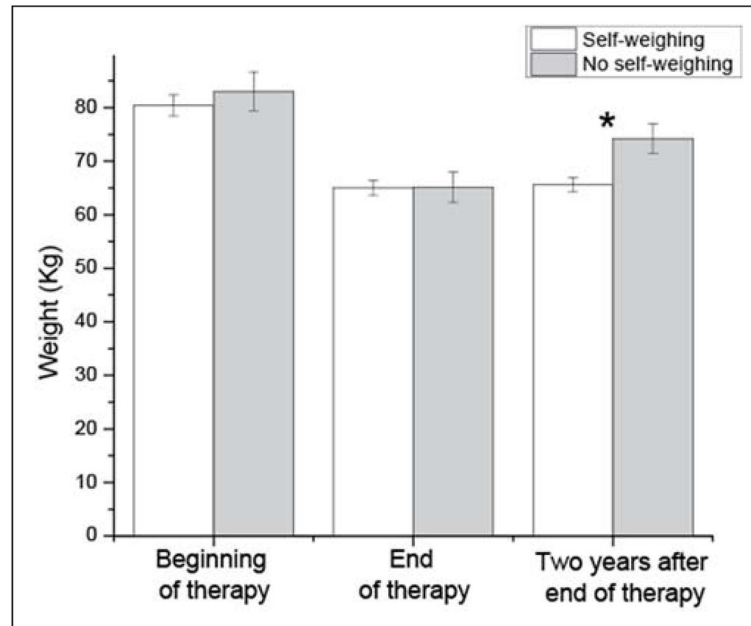 Self-weighing
No self-weighing
80
70
60
50
40
30
20
10
0
Weight (Kg)
*
Beginning
of therapy
End
of therapy
Two years after
end of therapy